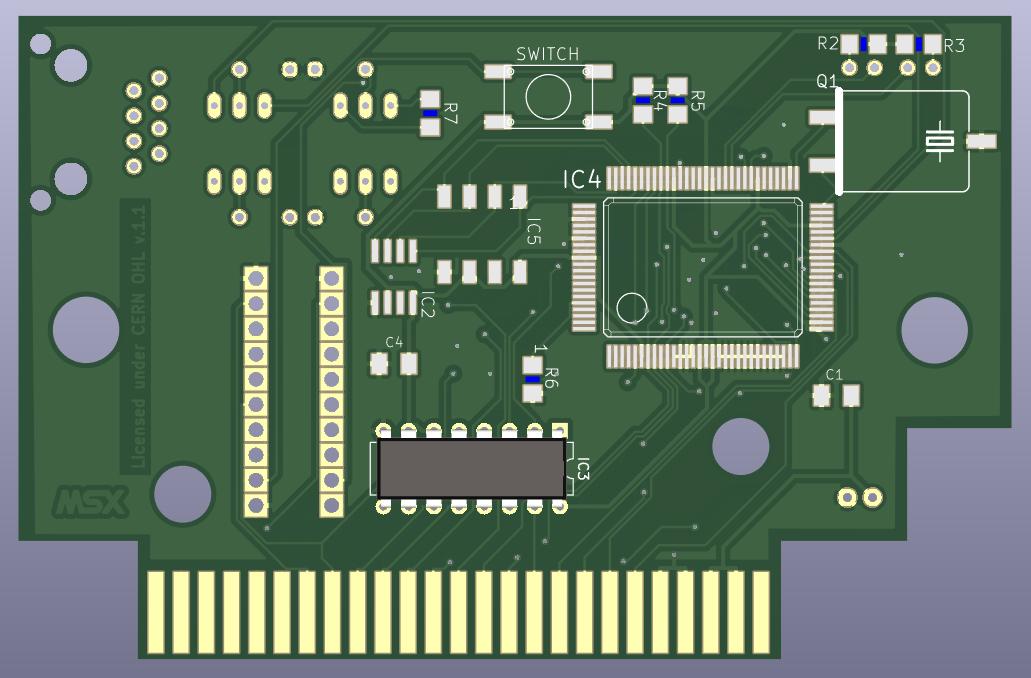 SWITCH
R2
R3
Q1
R7
R4
R5
IC4
1
IC5
Licensed under CERN OHL v.1.1
IC2
C4
1
R6
C1
IC3
MSX